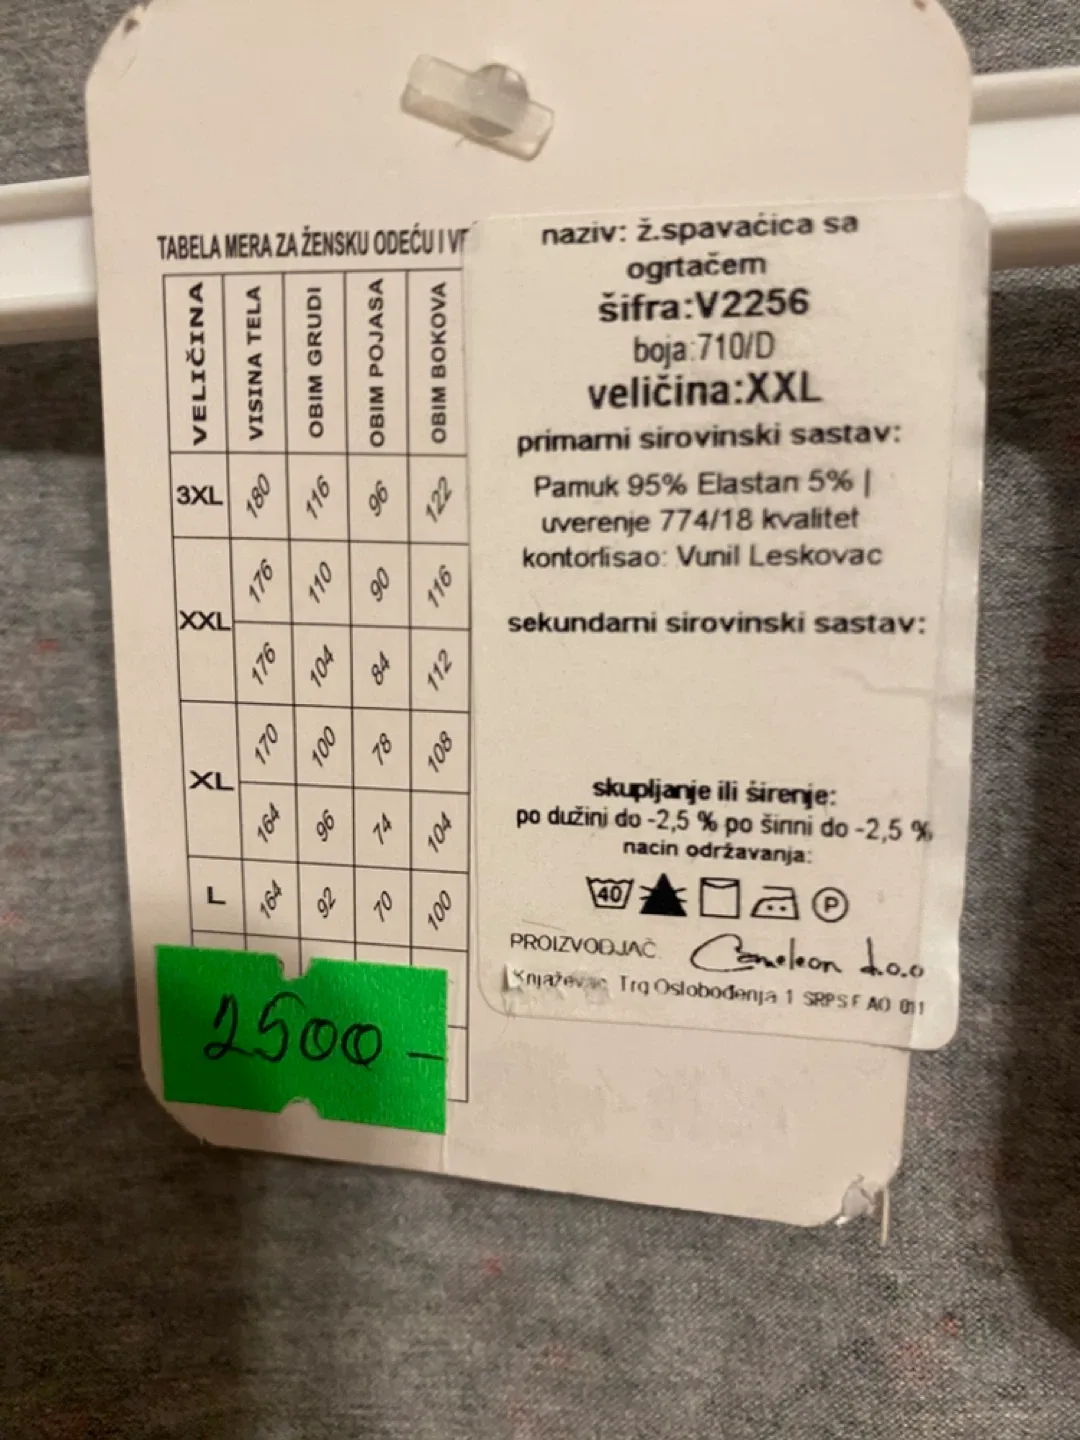 TABELA MERA ZA ŽENSKU ODEĆU I
VELIČINA VISINA TELA OBIM GRUDI OBIM POJASA OBIM BOKOVA
3XL 180 116 96 122
XXL 176 110 90 116
176 104 84 112
XL 170 100 78 108
164 96 74 104
L 164 92 70 100
2500 -
naziv: ž.spavaćica sa
ogrtačem
šifra:V2256
boja:710/D
veličina:XXL
primarni sirovinski sastav:
Pamuk 95% Elastan 5% |
uverenje 774/18 kvalitet
kontorlisao: Vunil Leskovac
sekundarni sirovinski sastav:
skupljanje ili širenje:
po dužini do -2,5 % po širini do -2,5 %
nacin održavanja:
40 P
PROIZVODJAČ Cameleon d.o.o
Knjaževac Trg Oslobođenja 1 SRPS F A0 011